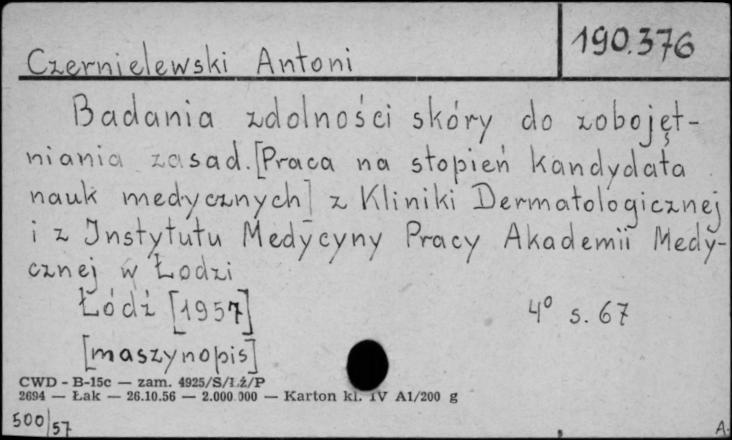 Czernielewski Antoni
190.376
Badania zdolności skóry do zobojęt-
niania zasad. [Praca na stopień kandydata
nauk medycznych] z Kliniki Dermatologicznej
i z Instytutu Medycyny Pracy Akademii Medy-
cznej w Łodzi
Łódź [1957]
4° s. 67
[maszynopis]
CWD - B-15c — zam. 4925/S/Łż/P
2694 — Łak — 26.10.56 — 2.000.000 — Karton kl. IV A1/200 g
500/57
A.